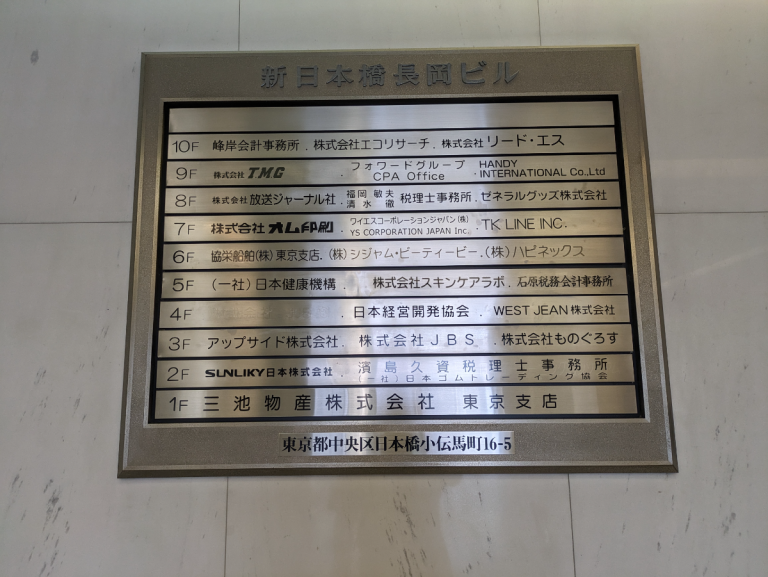 新日本橋長岡ビル
10F 峰岸会計事務所 . 株式会社エコリサーチ . 株式会社リード・エス
9F 株式会社 TMC . フォワードグループ CPA Office . HANDY INTERNATIONAL Co.,Ltd
8F 株式会社 放送ジャーナル社 . 福岡敏夫 清水徹 税理士事務所 . ゼネラルグッズ株式会社
7F 株式会社 オム印刷 . ワイエスコーポレーションジャパン(株) YS CORPORATION JAPAN Inc. . TK LINE INC.
6F 協栄船舶(株)東京支店 . (株)シジャム・ビーティービー . (株)ハピネックス
5F (一社)日本健康機構 . 株式会社スキンケアラボ . 石原税務会計事務所
4F . 日本経営開発協会 . WEST JEAN 株式会社
3F アップサイド株式会社 . 株式会社JBS . 株式会社ものぐろす
2F SUNLIKY日本株式会社 . 濱島久資税理士事務所 (一社)日本ゴムトレーディング協会
1F 三池物産株式会社 東京支店
東京都中央区日本橋小伝馬町16-5